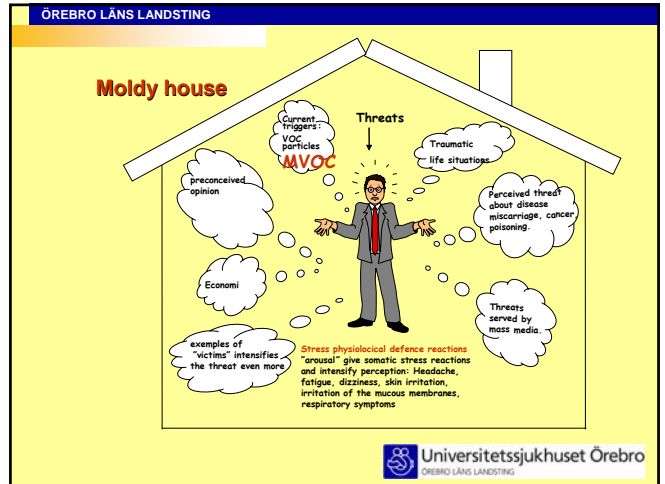 ÖREBRO LÄNS LANDSTING
Moldy house
Current
triggers:
VOC
particles
MVOC
Threats
Traumatic
life situations
preconceived
opinion
Perceived threat
about disease
miscarriage, cancer
poisoning.
Economi
Threats
served by
mass media.
exemples of
"victims" intensifies
the threat even more
Stress physiolocical defence reactions
"arousal" give somatic stress reactions
and intensify perception: Headache,
fatigue, dizziness, skin irritation,
irritation of the mucous membranes,
respiratory symptoms
Universitetssjukhuset Örebro
ÖREBRO LÄNS LANDSTING